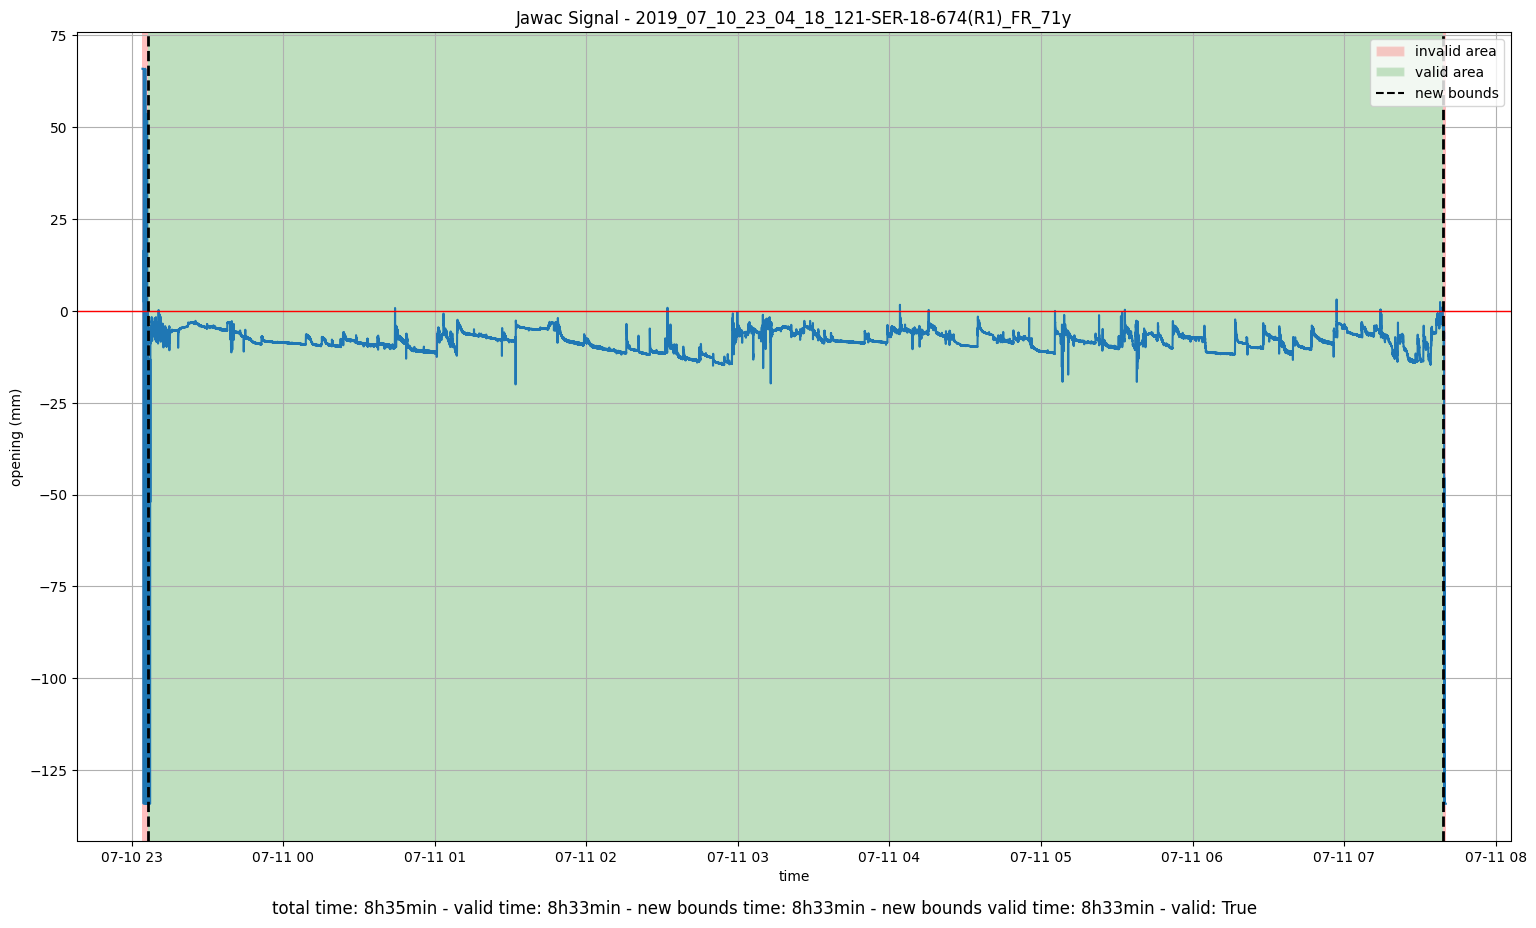 Jawac Signal - 2019_07_10_23_04_18_121-SER-18-674(R1)_FR_71y
invalid area
valid area
new bounds
75
50
25
0
−25
−50
−75
−100
−125
opening (mm)
07-10 23 07-11 00 07-11 01 07-11 02 07-11 03 07-11 04 07-11 05 07-11 06 07-11 07 07-11 08
time
total time: 8h35min - valid time: 8h33min - new bounds time: 8h33min - new bounds valid time: 8h33min - valid: True